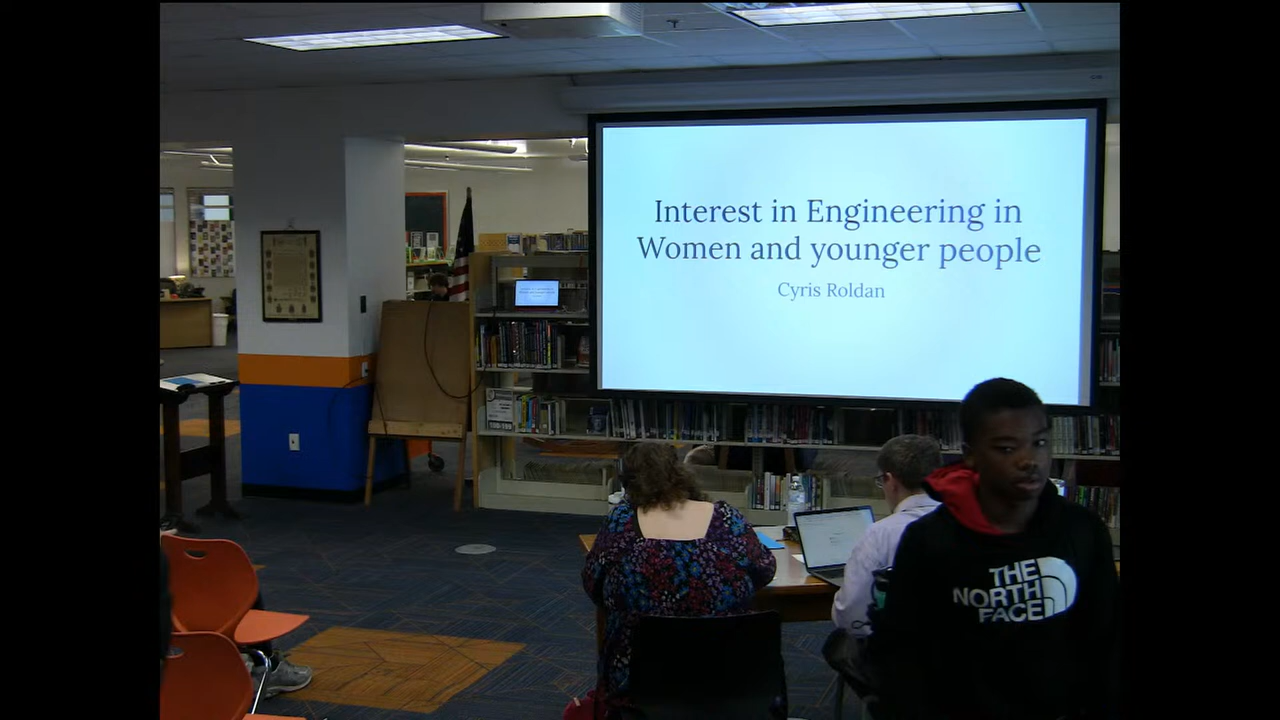 Interest in Engineering in
Women and younger people
Cyris Roldan
THE
NORTH
FACE